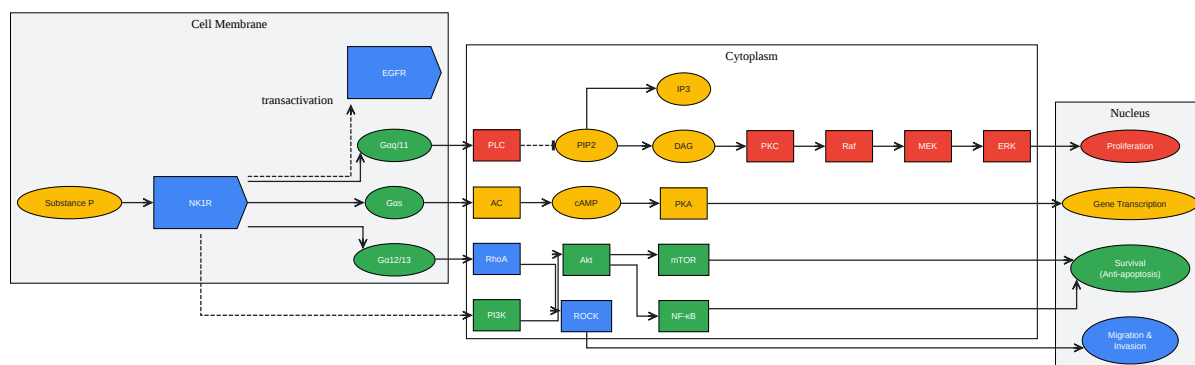 Cell Membrane
EGFR
transactivation
Gαq/11
Substance P
NK1R
Gαs
Gα12/13
Cytoplasm
IP3
PLC
PIP2
DAG
PKC
Raf
MEK
ERK
AC
cAMP
PKA
RhoA
Akt
mTOR
PI3K
ROCK
NF-κB
Nucleus
Proliferation
Gene Transcription
Survival
(Anti-apoptosis)
Migration &
Invasion